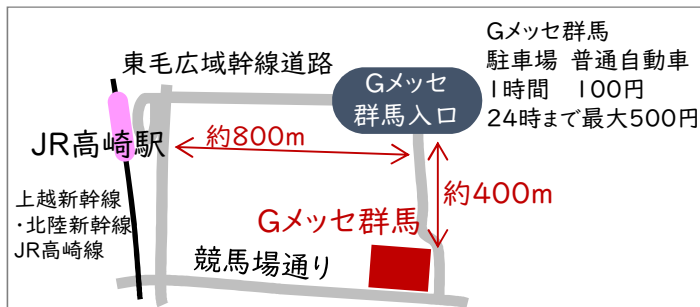 東毛広域幹線道路
Gメッセ
群馬入口
Gメッセ群馬
駐車場 普通自動車
1時間 100円
24時まで最大500円
JR高崎駅
約800m
約400m
上越新幹線
・北陸新幹線
JR高崎線
Gメッセ群馬
競馬場通り